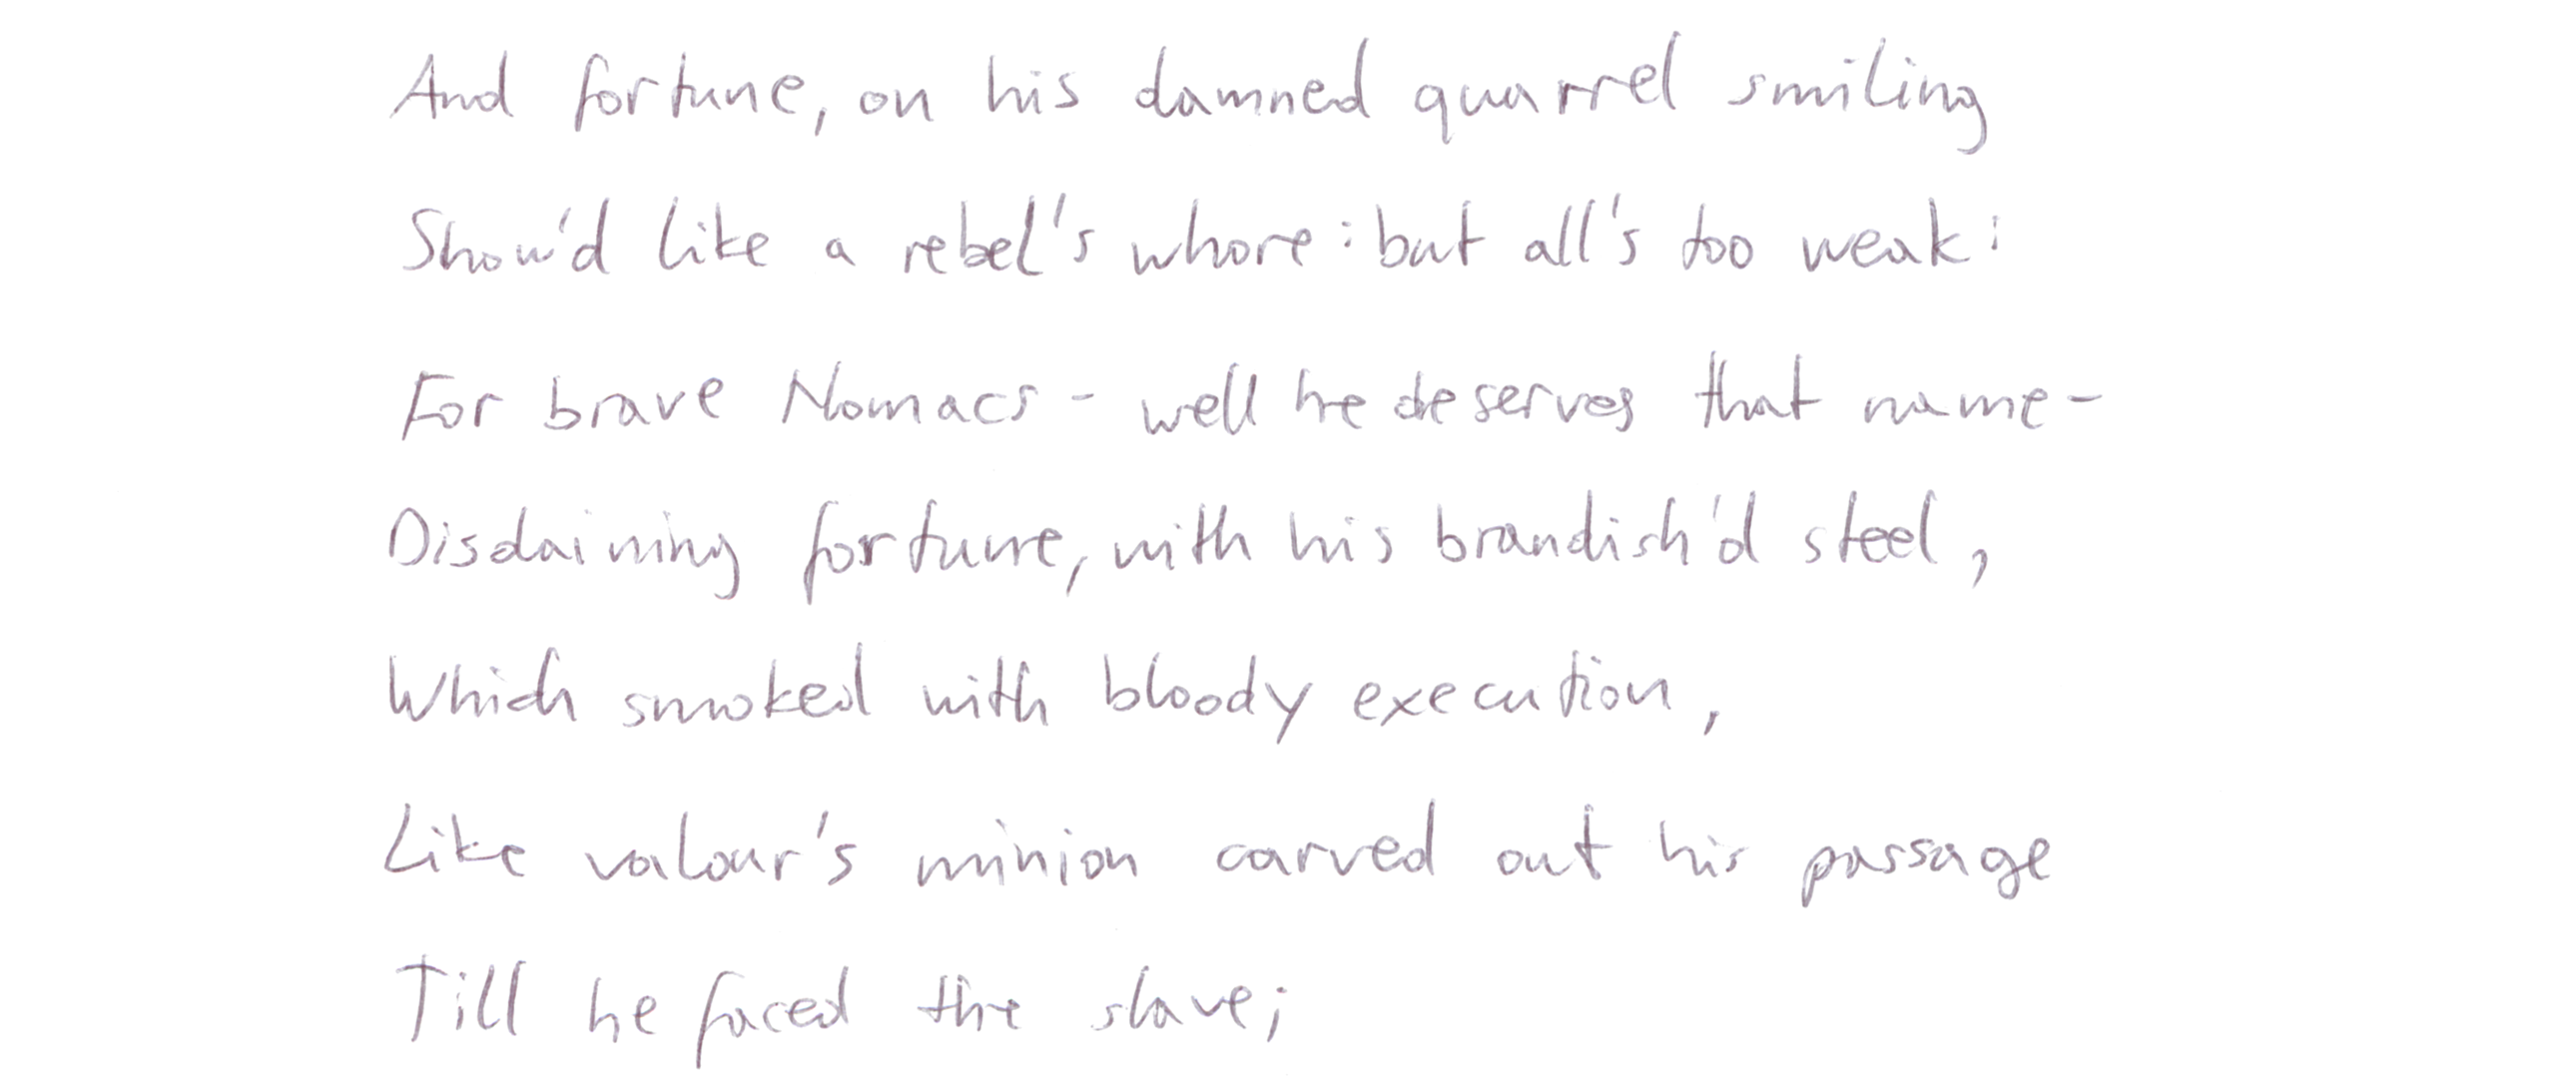 And fortune, on his damned quarrel smiling
Show'd like a rebel's whore: but all's too weak:
For brave Nomacs - well he deserves that name-
Disdaining fortune, with his brandish'd steel,
Which smoked with bloody execution,
Like valour's minion carved out his passage
Till he faced the slave;